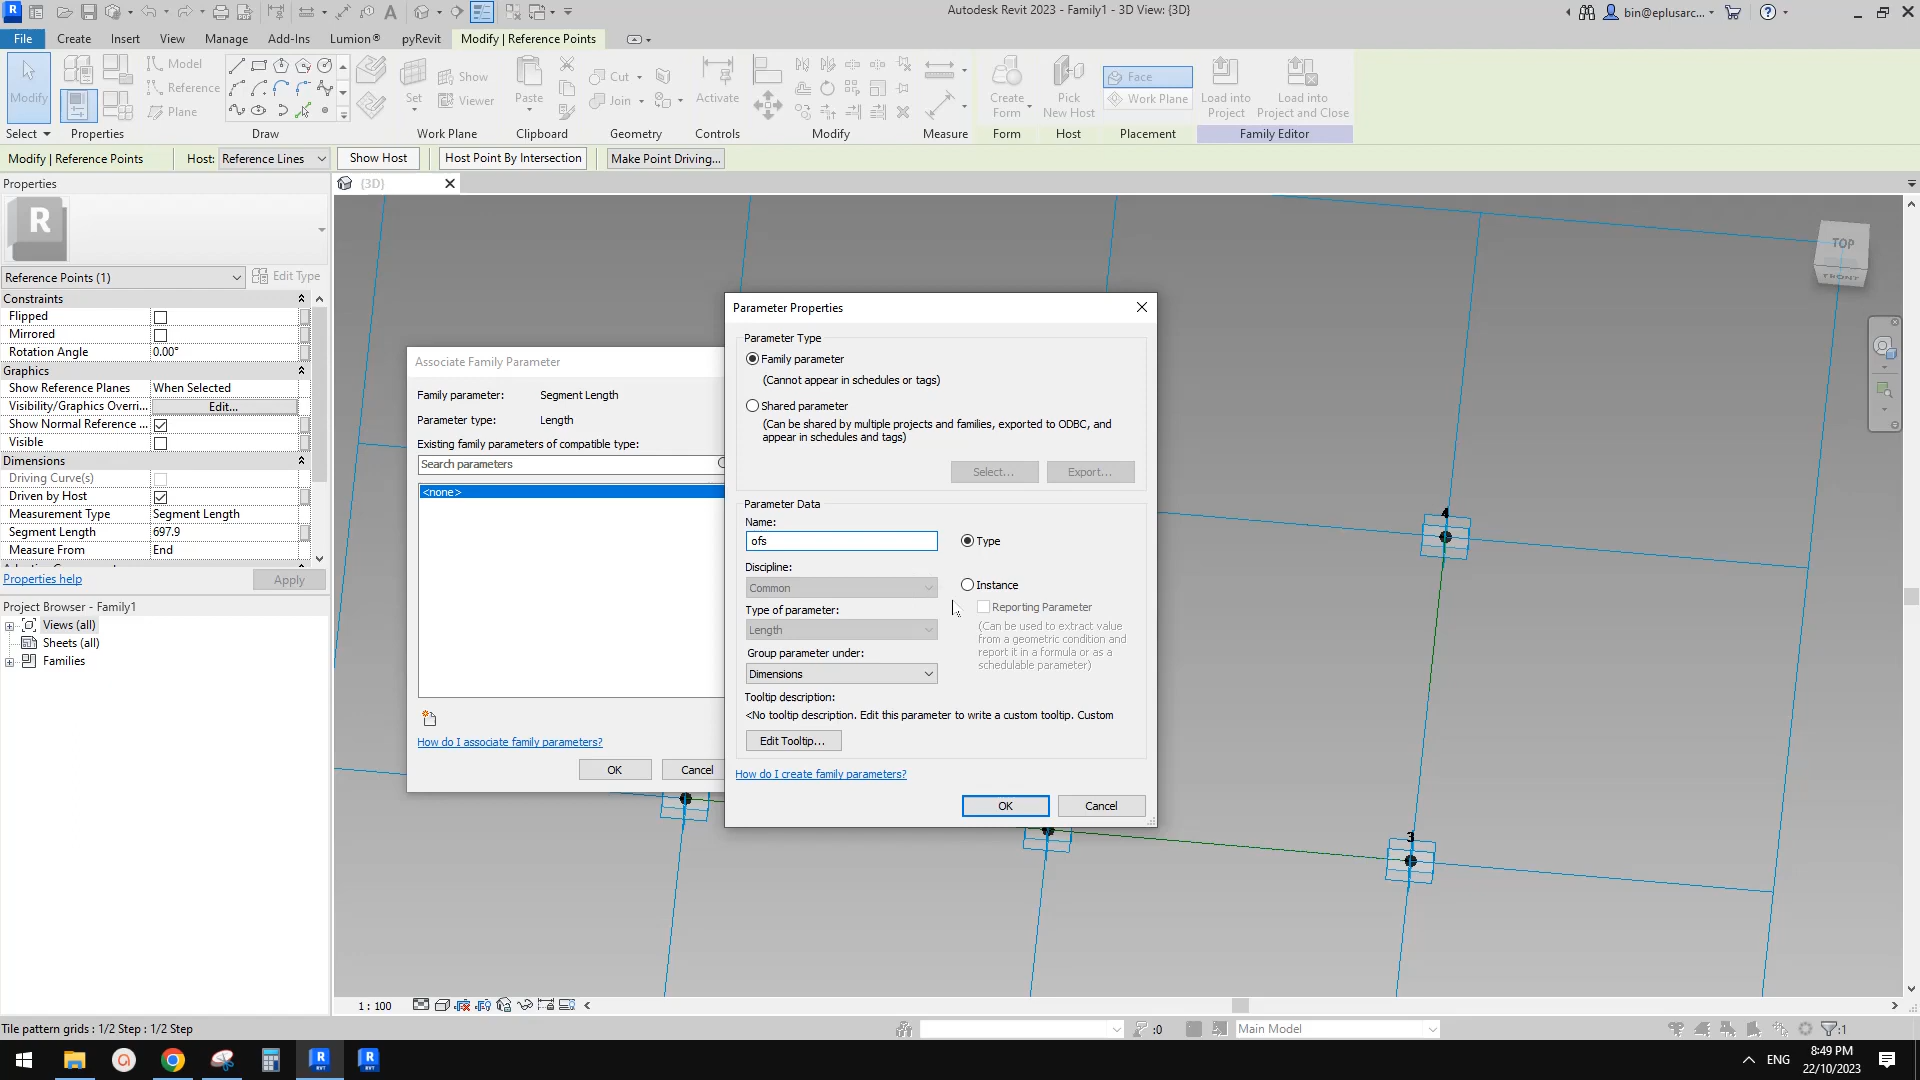 Autodesk Revit 2023 - Family1 - 3D View: {3D}
bin@eplusarc...
File Create Insert View Manage Add-Ins Lumion® pyRevit Modify | Reference Points
Modify
Model
Reference
Plane
Set
Show
Viewer
Paste
Cut
Join
Activate
Create Form
Pick New Host
Face
Work Plane
Load into Project
Load into Project and Close
Select Properties Draw Work Plane Clipboard Geometry Controls Modify Measure Form Host Placement Family Editor
Modify | Reference Points Host: Reference Lines Show Host Host Point By Intersection Make Point Driving...
Properties
{3D}
R
Reference Points (1) Edit Type
Constraints
Flipped
Mirrored
Rotation Angle 0.00°
Graphics
Show Reference Planes When Selected
Visibility/Graphics Overri... Edit...
Show Normal Reference ...
Visible
Dimensions
Driving Curve(s)
Driven by Host
Measurement Type Segment Length
Segment Length 697.9
Measure From End
Properties help Apply
Project Browser - Family1
Views (all)
Sheets (all)
Families
TOP
FRONT
4
3
Associate Family Parameter
Family parameter: Segment Length
Parameter type: Length
Existing family parameters of compatible type:
Search parameters
<none>
How do I associate family parameters?
OK Cancel
Parameter Properties
Parameter Type
Family parameter
(Cannot appear in schedules or tags)
Shared parameter
(Can be shared by multiple projects and families, exported to ODBC, and
appear in schedules and tags)
Select... Export...
Parameter Data
Name:
ofs Type
Discipline:
Common Instance
Type of parameter: Reporting Parameter
Length
(Can be used to extract value
from a geometric condition and
report it in a formula or as a
schedulable parameter)
Group parameter under:
Dimensions
Tooltip description:
<No tooltip description. Edit this parameter to write a custom tooltip. Custom
Edit Tooltip...
How do I create family parameters?
OK Cancel
1 : 100
Tile pattern grids : 1/2 Step : 1/2 Step :0 Main Model :1
ENG 8:49 PM
22/10/2023